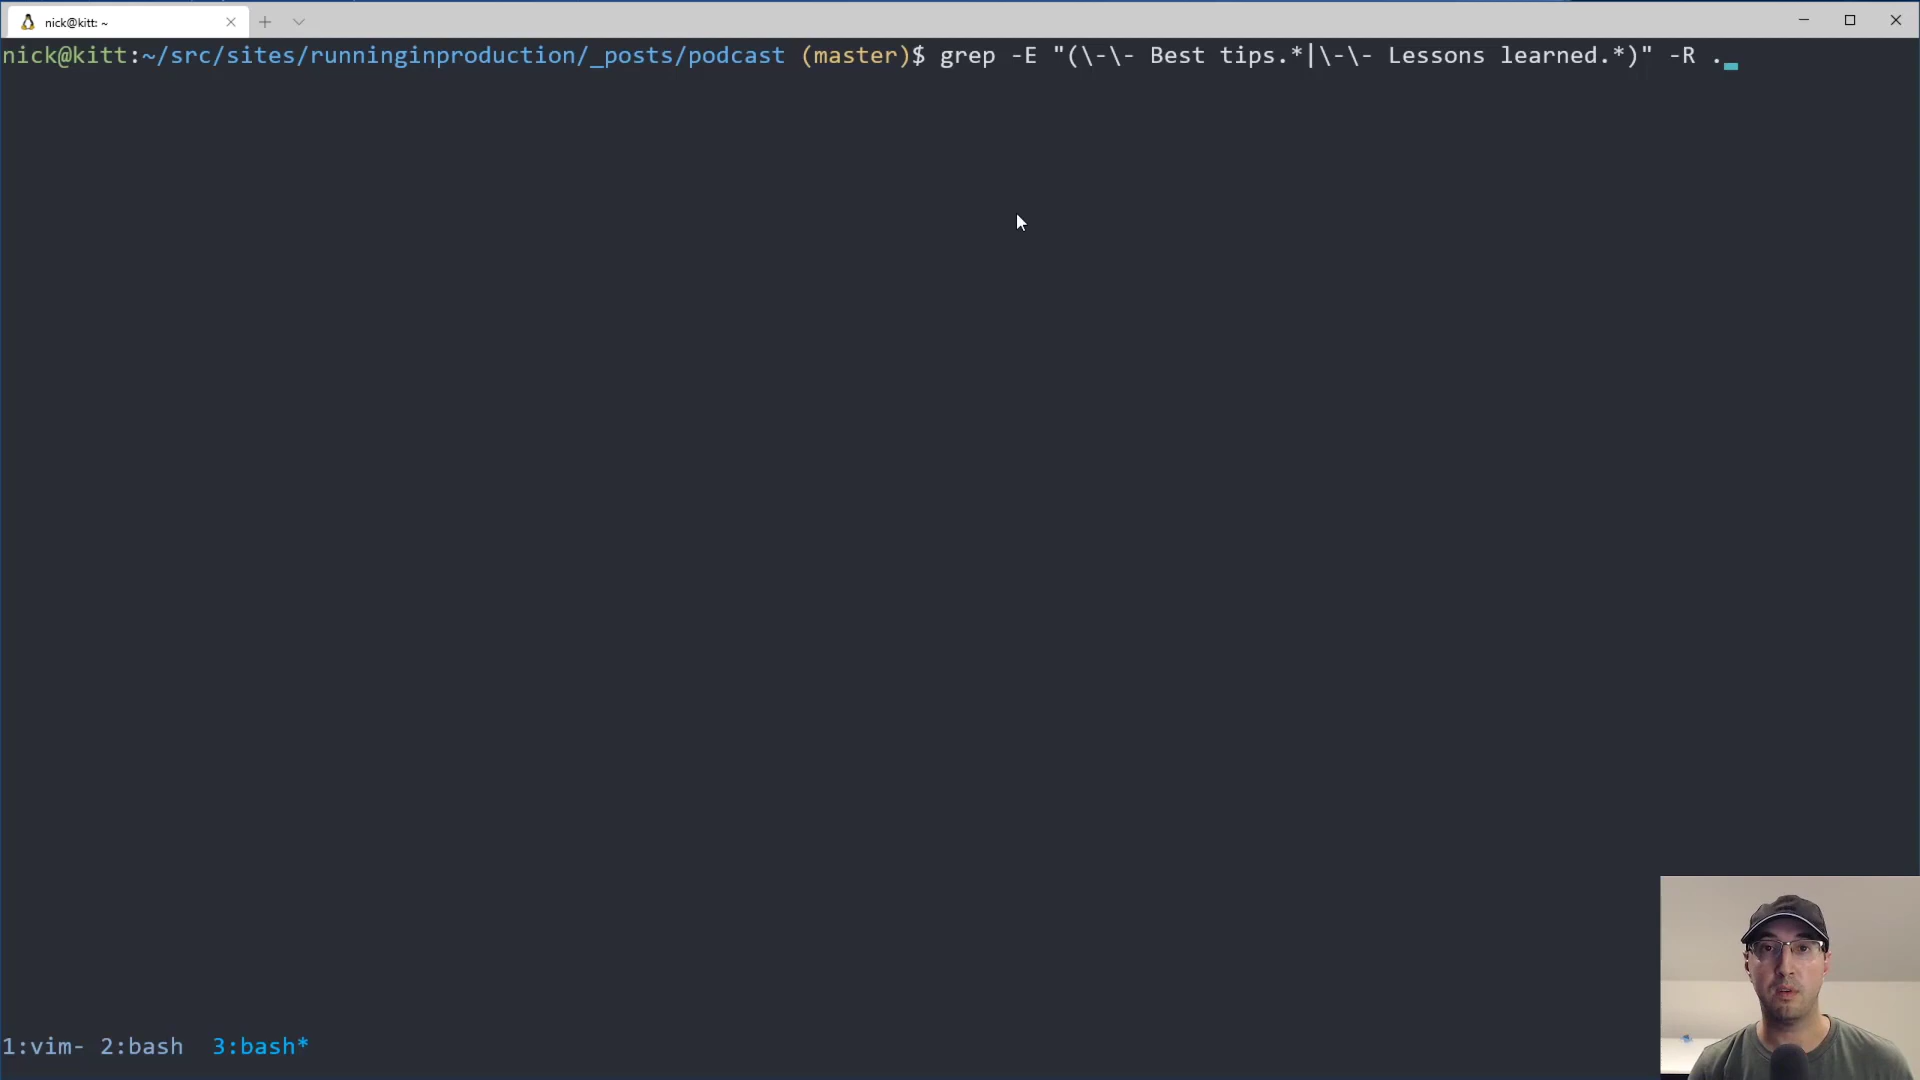 nick@kitt: ~
nick@kitt:~/src/sites/runninginproduction/_posts/podcast (master)$ grep -E "(\-\- Best tips.*|\-\- Lessons learned.*)" -R .
1:vim- 2:bash  3:bash*